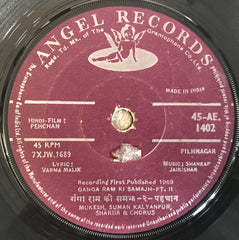 ANGEL RECORDS
Regd. Td. Mk. of The Gramophone Co. Ltd.
MADE IN INDIA
HINDI - FILM :
PEHCHAN
45-AE.
1402
45 RPM
7XJW.1689
FILMNAGAR
LYRIC :
VARMA MALIK
MUSIC : SHANKAR
JAIKISHAN
Recording First Published 1969
GANGA RAM KI SAMAJH-PT. II
गंगा राम की समझ - २ - पहचान
MUKESH, SUMAN KALYANPUR,
SHARDA & CHORUS